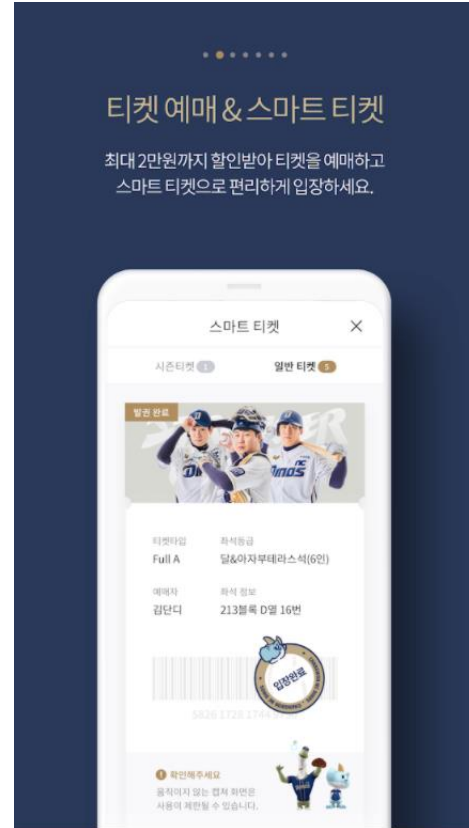 티켓 예매 & 스마트 티켓
최대 2만원까지 할인받아 티켓을 예매하고
스마트 티켓으로 편리하게 입장하세요.
스마트 티켓
시즌티켓 1
일반 티켓 5
발권 완료
Dinos
NC
티켓타입
좌석등급
Full A
달&아자부테라스석(6인)
예매자
좌석 정보
김단디
213블록 D열 16번
입장완료
5826 1728 1744
확인해주세요
움직이지 않는 캡쳐 화면은
사용이 제한될 수 있습니다.